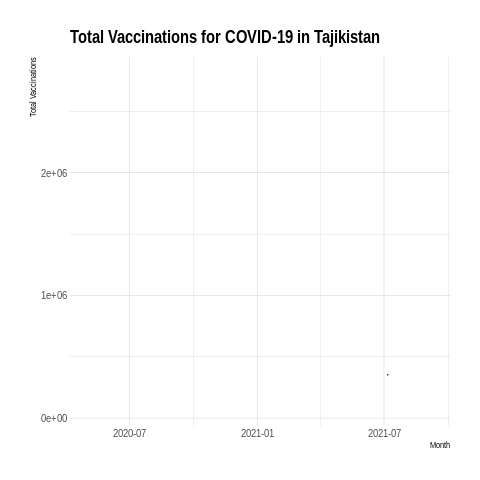 Total Vaccinations for COVID-19 in Tajikistan
Total Vaccinations
2e+06
1e+06
0e+00
2020-07
2021-01
2021-07
Month